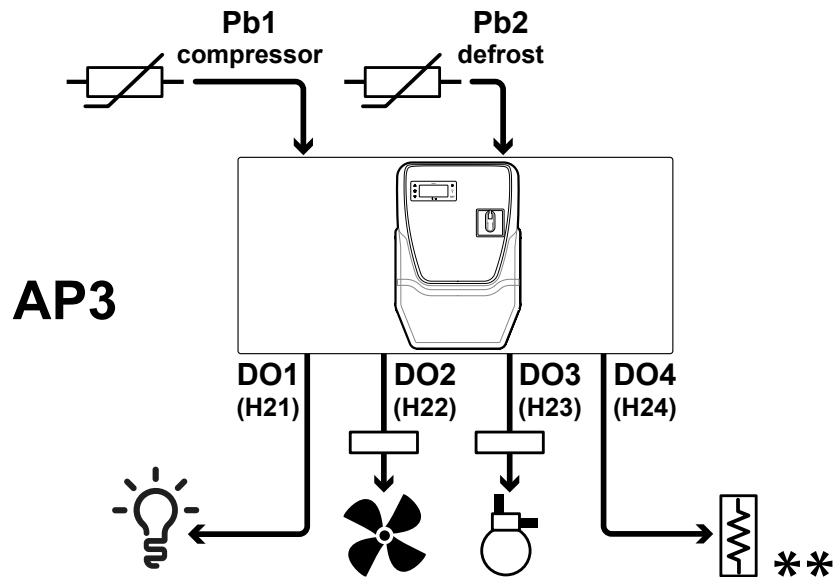 Pb1
compressor
Pb2
defrost
AP3
DO1
(H21)
DO2
(H22)
DO3
(H23)
DO4
(H24)
**